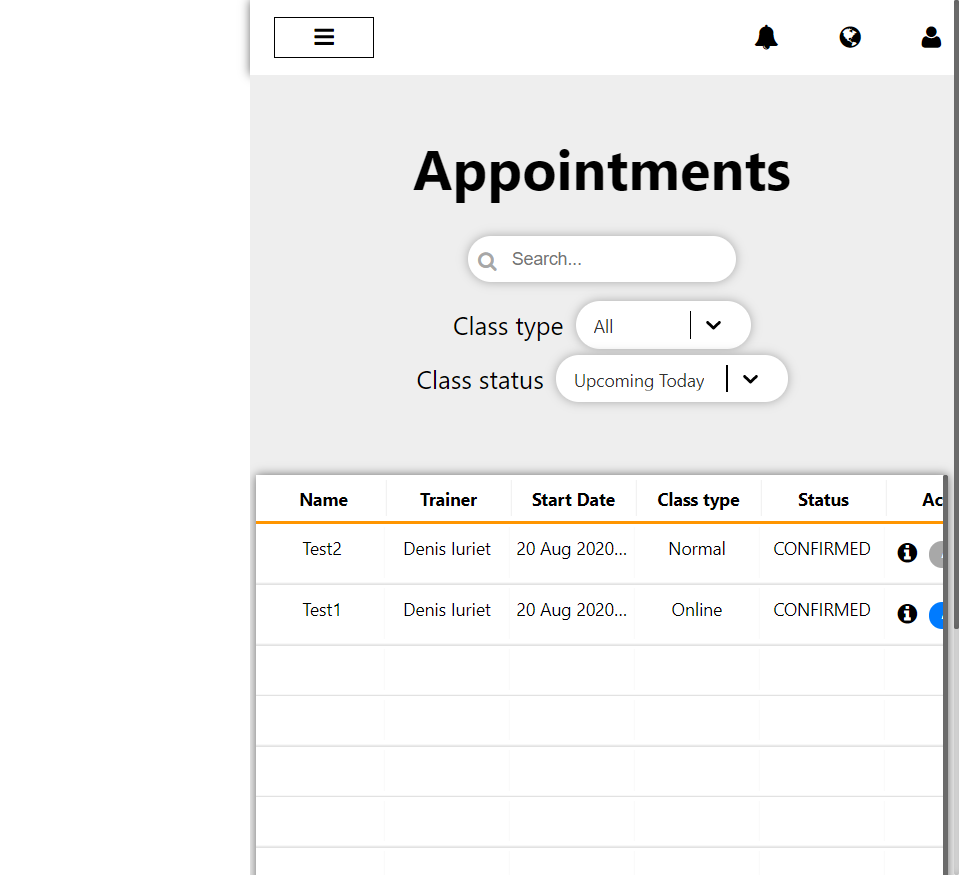 Appointments
Search...
Class type All
Class status Upcoming Today
Name Trainer Start Date Class type Status
Test2 Denis Iuriet 20 Aug 2020... Normal CONFIRMED
Test1 Denis Iuriet 20 Aug 2020... Online CONFIRMED